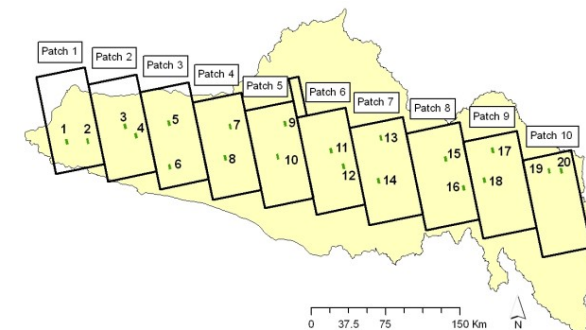 Patch 1
Patch 2
Patch 3
Patch 4
Patch 5
Patch 6
Patch 7
Patch 8
Patch 9
Patch 10
1 2
3 4
5
6
7
8
9
10
11
12
13
14
15
16
17
18
19 20
0 37.5 75 150 Km
N